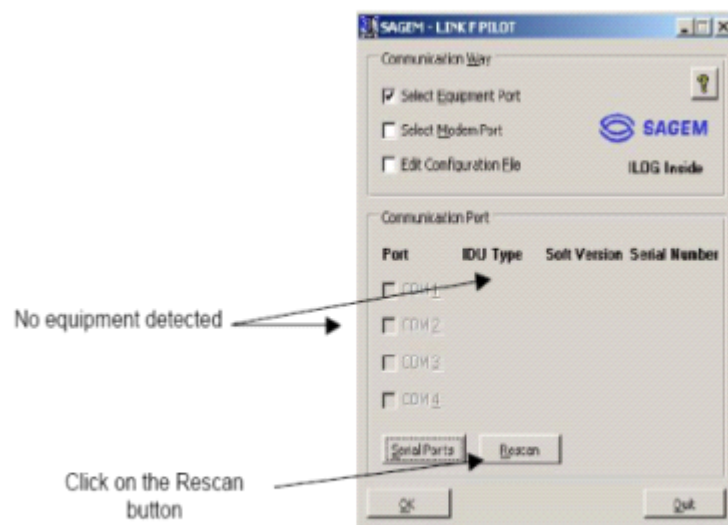 SAGEM - LINK F PILOT
Communication Way
Select Equipment Port
Select Modem Port
SAGEM
Edit Configuration File
ILOG Inside
Communication Port
Port IDU Type Soft Version Serial Number
No equipment detected
COM 1
COM 2
COM 3
COM 4
Serial Ports Rescan
Click on the Rescan
button
OK Quit